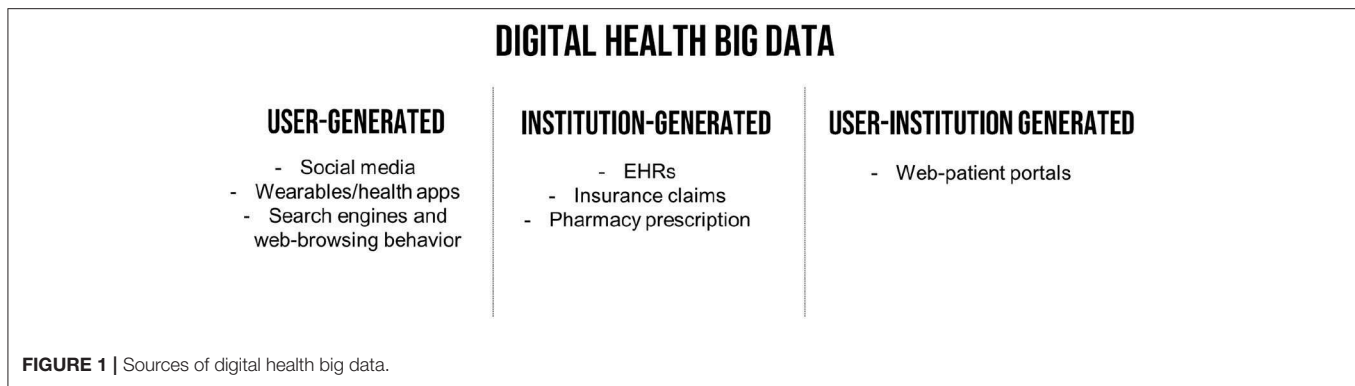 DIGITAL HEALTH BIG DATA
USER-GENERATED
- Social media
- Wearables/health apps
- Search engines and
web-browsing behavior
INSTITUTION-GENERATED
- EHRs
- Insurance claims
- Pharmacy prescription
USER-INSTITUTION GENERATED
- Web-patient portals
FIGURE 1 | Sources of digital health big data.